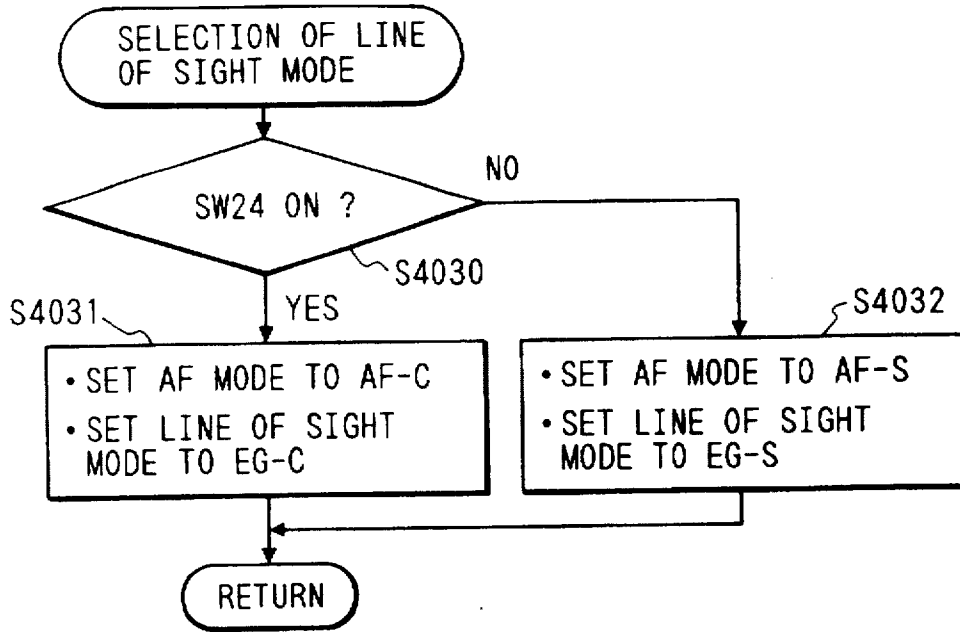 SELECTION OF LINE
OF SIGHT MODE
NO
SW24 ON ?
S4030
YES
S4031
S4032
• SET AF MODE TO AF-C
• SET LINE OF SIGHT
MODE TO EG-C
• SET AF MODE TO AF-S
• SET LINE OF SIGHT
MODE TO EG-S
RETURN